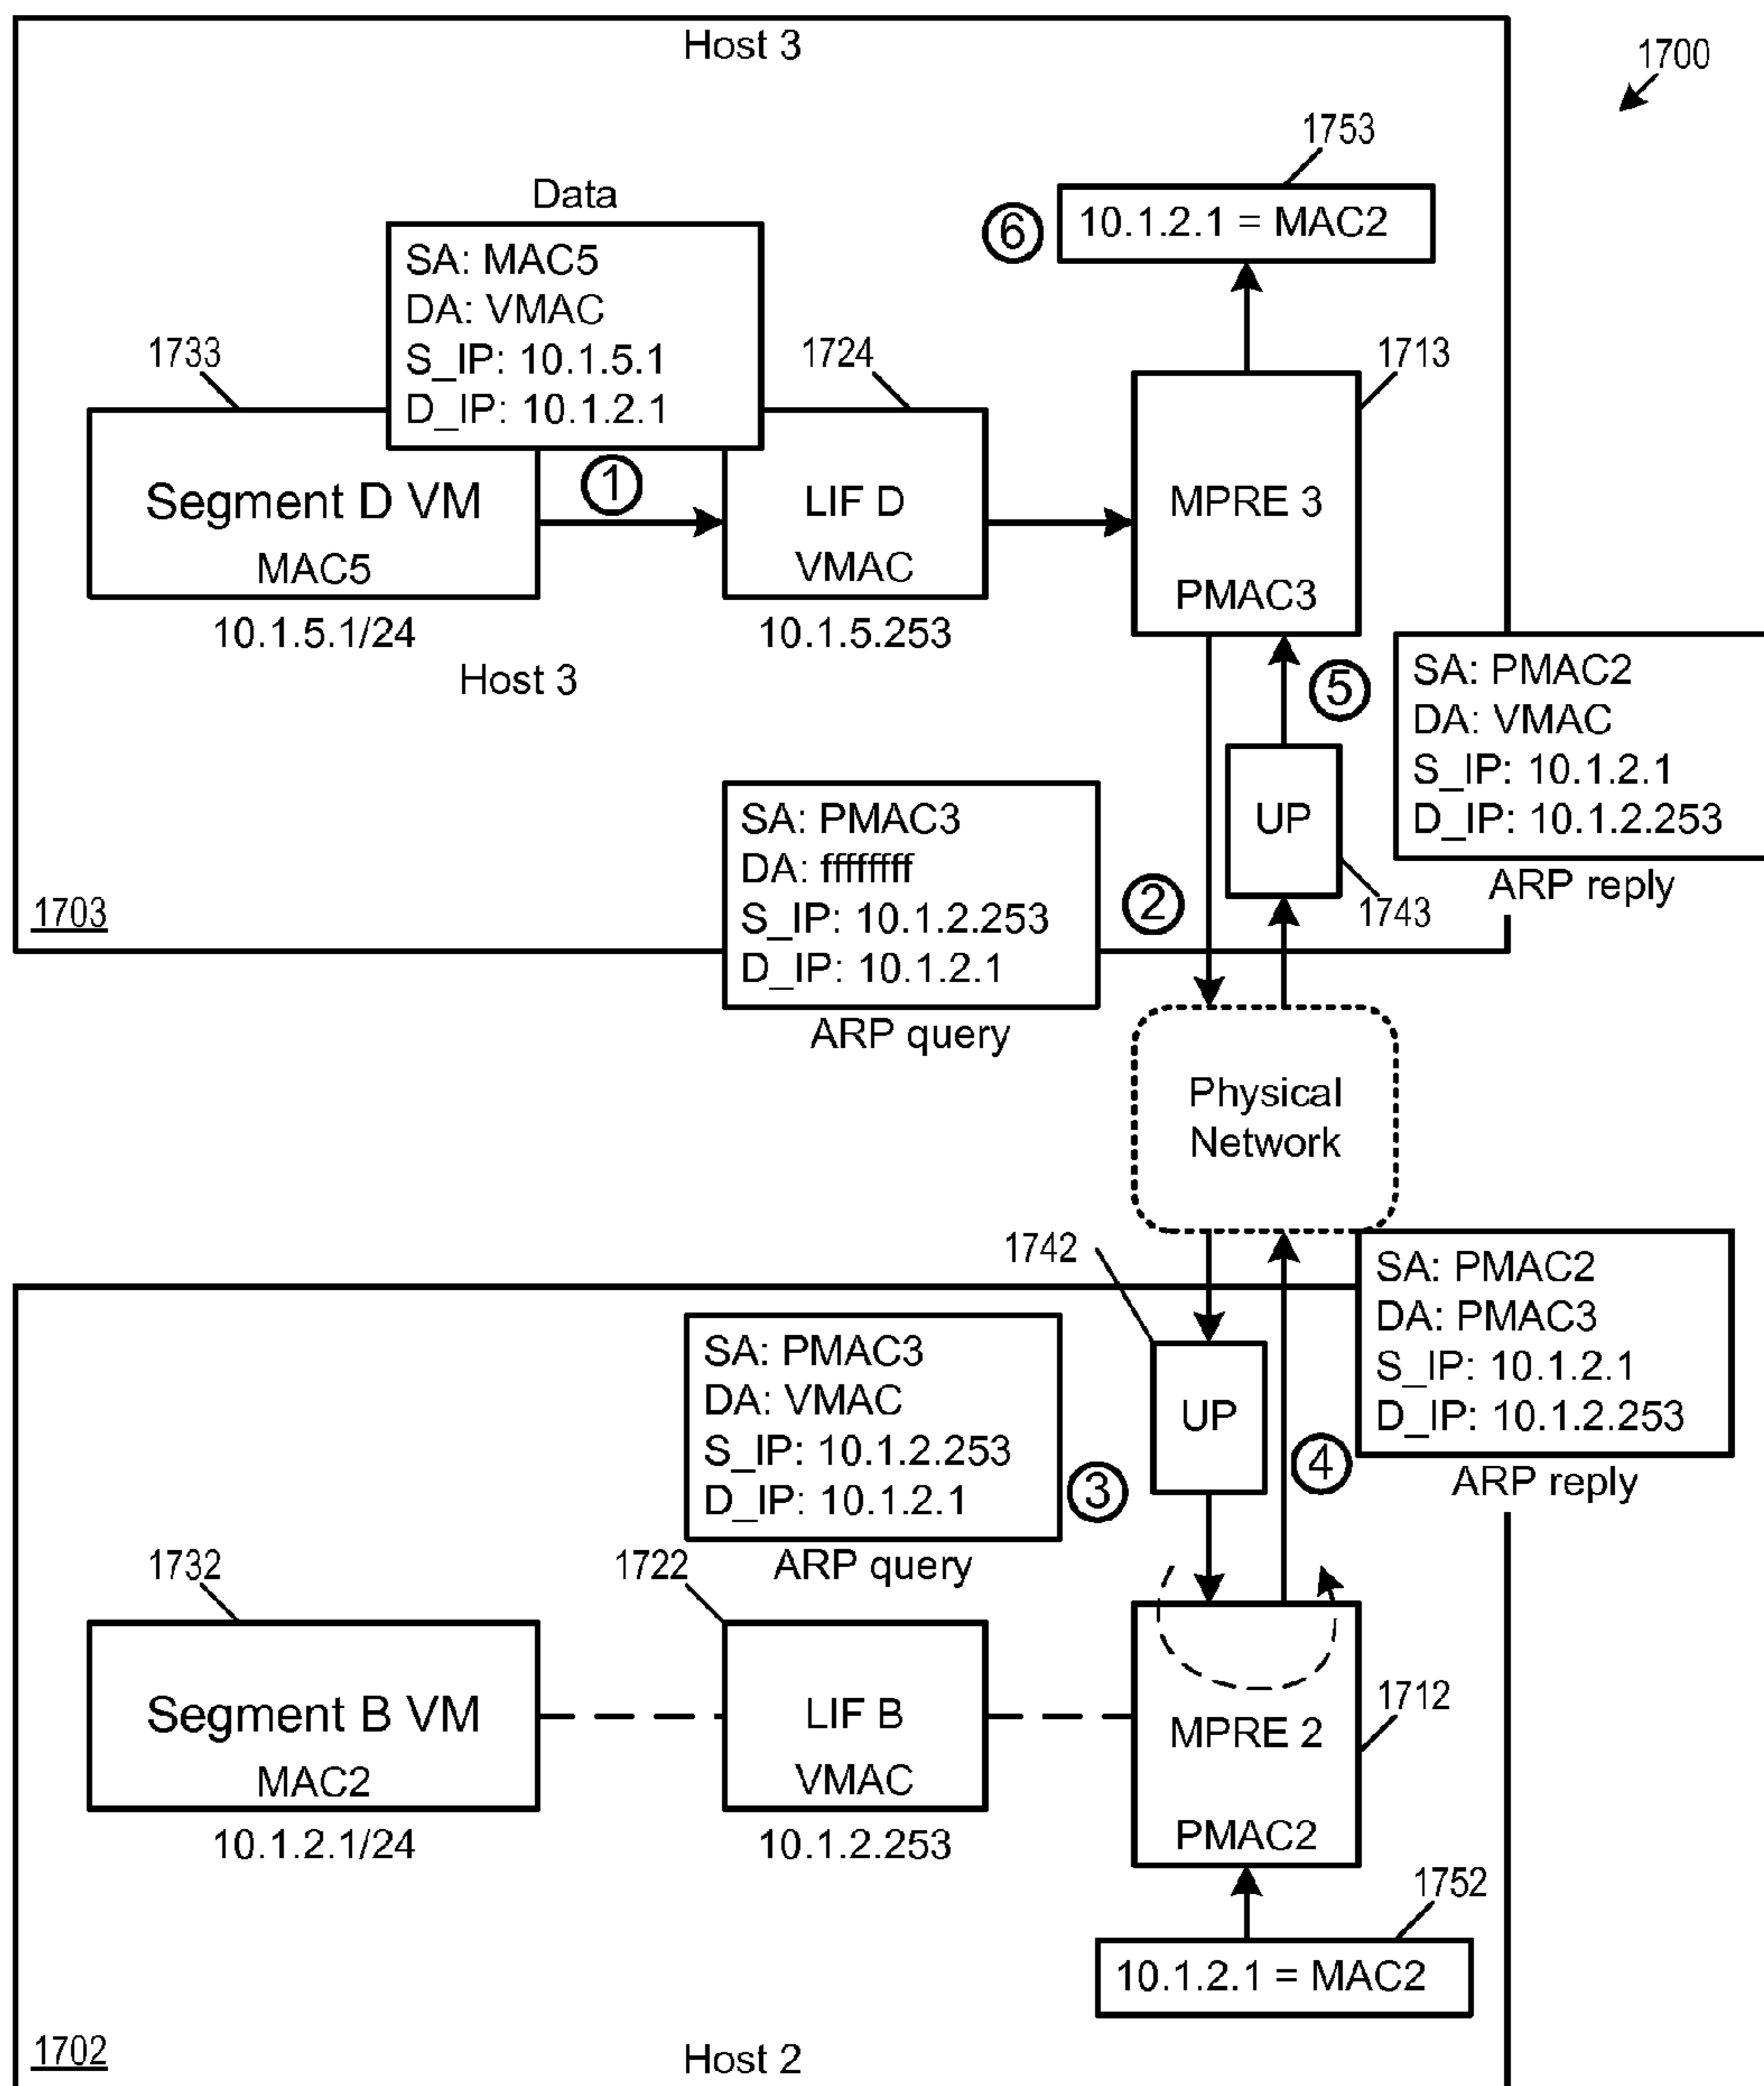 Host 3
1700
1753
10.1.2.1 = MAC2
6
Data
SA: MAC5
DA: VMAC
S_IP: 10.1.5.1
D_IP: 10.1.2.1
1733
1724
1713
Segment D VM
MAC5
10.1.5.1/24
1
LIF D
VMAC
10.1.5.253
MPRE 3
PMAC3
Host 3
5
SA: PMAC2
DA: VMAC
S_IP: 10.1.2.1
D_IP: 10.1.2.253
ARP reply
UP
1743
SA: PMAC3
DA: ffffffff
S_IP: 10.1.2.253
D_IP: 10.1.2.1
ARP query
2
1703
Physical
Network
1742
SA: PMAC2
DA: PMAC3
S_IP: 10.1.2.1
D_IP: 10.1.2.253
ARP reply
SA: PMAC3
DA: VMAC
S_IP: 10.1.2.253
D_IP: 10.1.2.1
ARP query
UP
3
4
1732
1722
1712
Segment B VM
MAC2
10.1.2.1/24
LIF B
VMAC
10.1.2.253
MPRE 2
PMAC2
1752
10.1.2.1 = MAC2
1702
Host 2